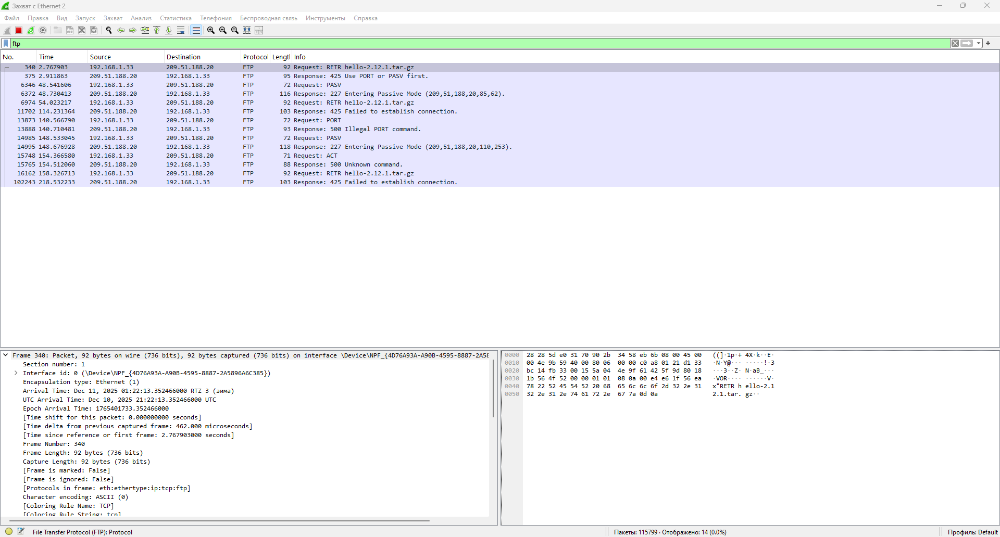 Захват с Ethernet 2
Файл Правка Вид Запуск Захват Анализ Статистика Телефония Беспроводная связь Инструменты Справка
ftp
No. Time Source Destination Protocol Lengtl Info
340 2.767903 192.168.1.33 209.51.188.20 FTP 92 Request: RETR hello-2.12.1.tar.gz
375 2.911863 209.51.188.20 192.168.1.33 FTP 95 Response: 425 Use PORT or PASV first.
6346 48.541606 192.168.1.33 209.51.188.20 FTP 72 Request: PASV
6372 48.730413 209.51.188.20 192.168.1.33 FTP 116 Response: 227 Entering Passive Mode (209,51,188,20,85,62).
6974 54.023217 192.168.1.33 209.51.188.20 FTP 92 Request: RETR hello-2.12.1.tar.gz
11702 114.231364 209.51.188.20 192.168.1.33 FTP 103 Response: 425 Failed to establish connection.
13873 140.566790 192.168.1.33 209.51.188.20 FTP 72 Request: PORT
13888 140.710481 209.51.188.20 192.168.1.33 FTP 93 Response: 500 Illegal PORT command.
14985 148.533045 192.168.1.33 209.51.188.20 FTP 72 Request: PASV
14995 148.676928 209.51.188.20 192.168.1.33 FTP 118 Response: 227 Entering Passive Mode (209,51,188,20,110,253).
15748 154.366580 192.168.1.33 209.51.188.20 FTP 71 Request: ACT
15765 154.512060 209.51.188.20 192.168.1.33 FTP 88 Response: 500 Unknown command.
16162 158.326713 192.168.1.33 209.51.188.20 FTP 92 Request: RETR hello-2.12.1.tar.gz
102243 218.532233 209.51.188.20 192.168.1.33 FTP 103 Response: 425 Failed to establish connection.
Frame 340: Packet, 92 bytes on wire (736 bits), 92 bytes captured (736 bits) on interface \Device\NPF_{4D76A93A-A90B-4595-8887-2A58
Section number: 1
Interface id: 0 (\Device\NPF_{4D76A93A-A90B-4595-8887-2A5896A6C385})
Encapsulation type: Ethernet (1)
Arrival Time: Dec 11, 2025 01:22:13.352466000 RTZ 3 (зима)
UTC Arrival Time: Dec 10, 2025 21:22:13.352466000 UTC
Epoch Arrival Time: 1765401733.352466000
[Time shift for this packet: 0.000000000 seconds]
[Time delta from previous captured frame: 462.000 microseconds]
[Time since reference or first frame: 2.767903000 seconds]
Frame Number: 340
Frame Length: 92 bytes (736 bits)
Capture Length: 92 bytes (736 bits)
[Frame is marked: False]
[Frame is ignored: False]
[Protocols in frame: eth:ethertype:ip:tcp:ftp]
Character encoding: ASCII (0)
[Coloring Rule Name: TCP]
[Coloring Rule String: tcp]
0000 28 28 5d e0 31 70 90 2b 34 58 eb 6b 08 00 45 00 ((]·1p·+ 4X·k··E·
0010 00 4e 9b 59 40 00 80 06 00 00 c0 a8 01 21 d1 33 ·N·Y@··· ·····!·3
0020 bc 14 fb 33 00 15 5a 04 4e 9f 61 42 5f 9d 80 18 ···3··Z· N·aB_···
0030 1b 56 4f 52 00 00 01 01 08 0a 00 e4 e6 1f 56 ea ·VOR···· ······V·
0040 78 22 52 45 54 52 20 68 65 6c 6c 6f 2d 32 2e 31 x"RETR h ello-2.1
0050 32 2e 31 2e 74 61 72 2e 67 7a 0d 0a 2.1.tar. gz··
File Transfer Protocol (FTP): Protocol
Пакеты: 115799 · Отображено: 14 (0.0%)
Профиль: Default